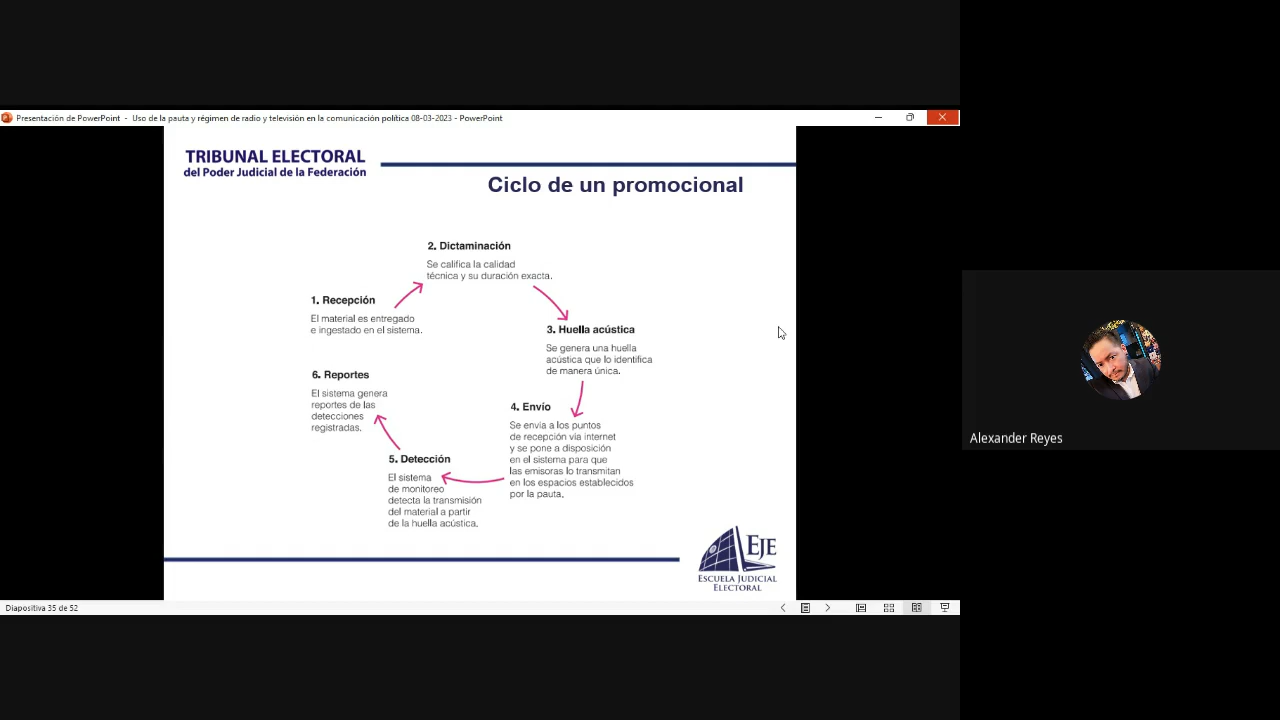 Presentación de PowerPoint - Uso de la pauta y régimen de radio y televisión en la comunicación política 08-03-2023 - PowerPoint
TRIBUNAL ELECTORAL
del Poder Judicial de la Federación
Ciclo de un promocional
2. Dictaminación
Se califica la calidad
técnica y su duración exacta.
1. Recepción
El material es entregado
e ingestado en el sistema.
3. Huella acústica
Se genera una huella
acústica que lo identifica
de manera única.
6. Reportes
El sistema genera
reportes de las
detecciones
registradas.
4. Envío
Se envía a los puntos
de recepción vía internet
y se pone a disposición
en el sistema para que
las emisoras lo transmitan
en los espacios establecidos
por la pauta.
5. Detección
El sistema
de monitoreo
detecta la transmisión
del material a partir
de la huella acústica.
EJE
ESCUELA JUDICIAL
ELECTORAL
Diapositiva 35 de 52
Alexander Reyes